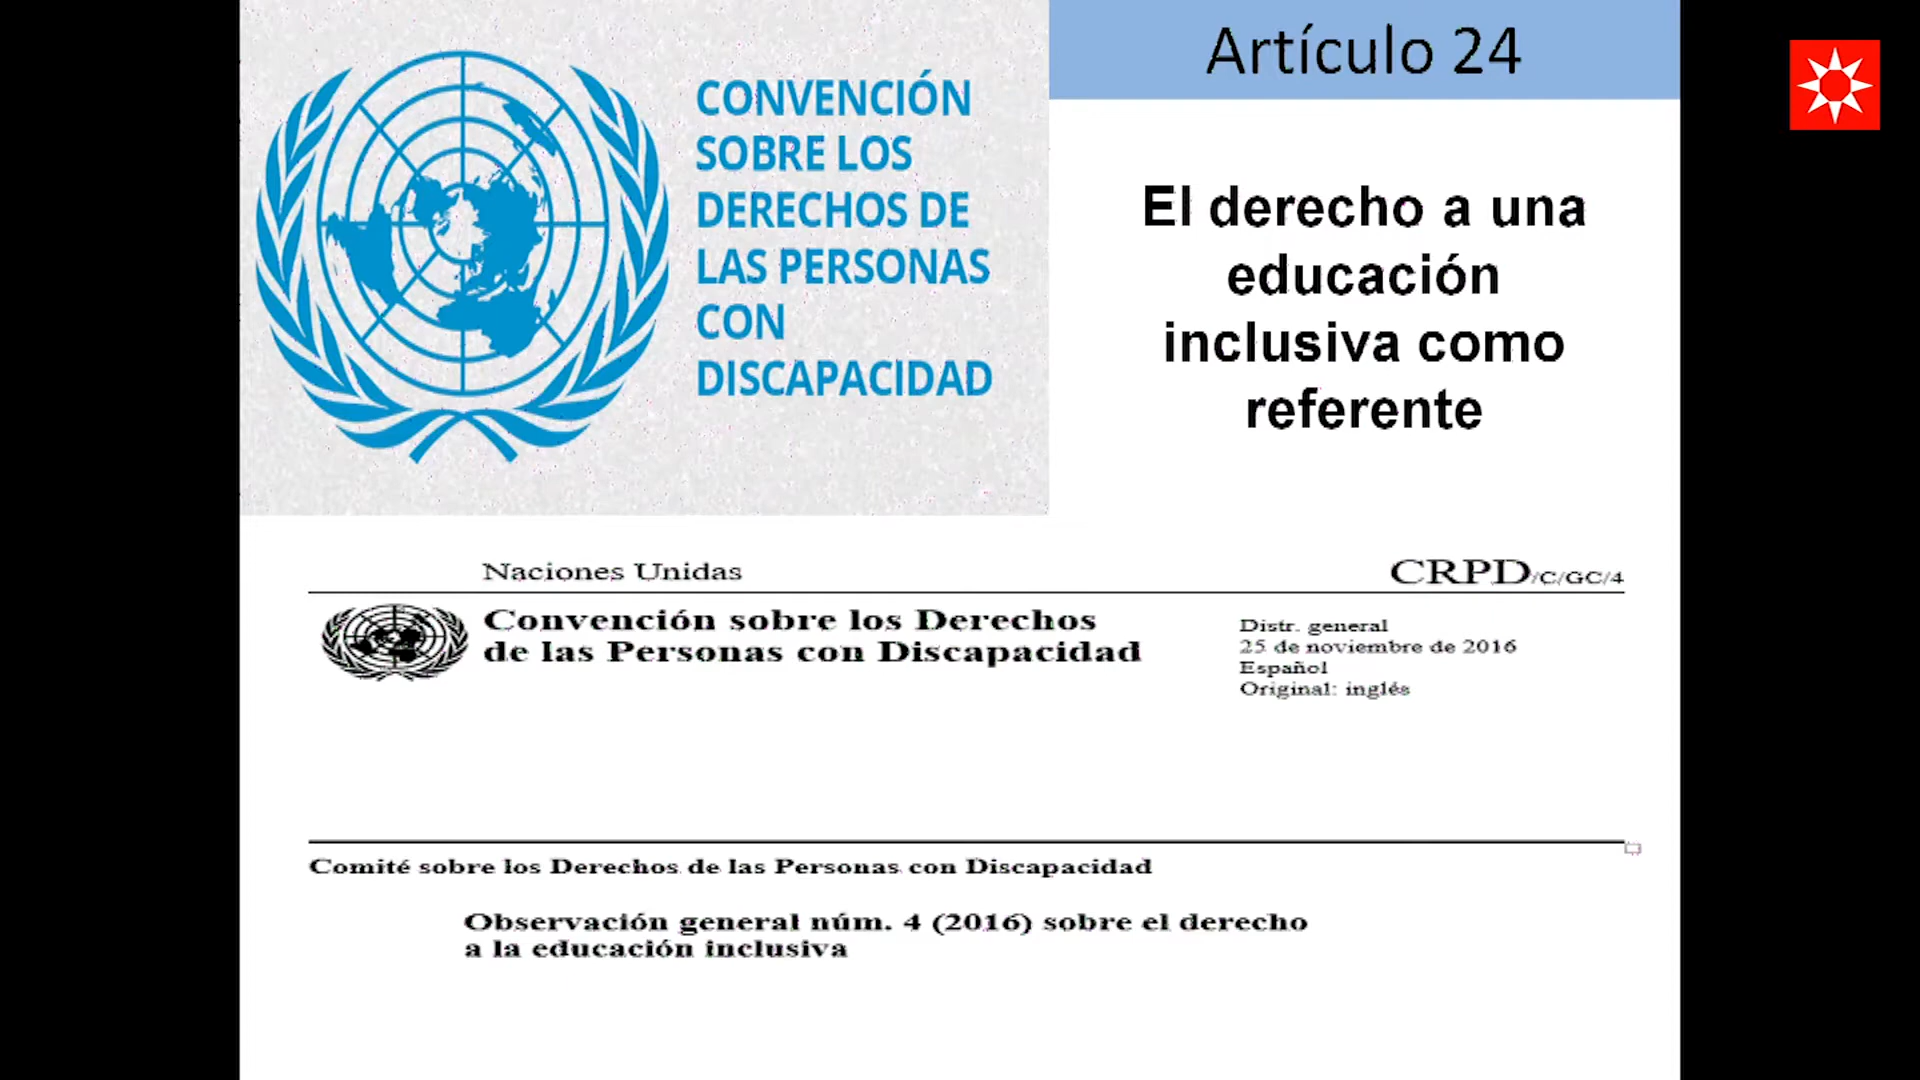 CONVENCIÓN
SOBRE LOS
DERECHOS DE
LAS PERSONAS
CON
DISCAPACIDAD
Artículo 24
El derecho a una
educación
inclusiva como
referente
Naciones Unidas
CRPD/C/GC/4
Convención sobre los Derechos
de las Personas con Discapacidad
Distr. general
25 de noviembre de 2016
Español
Original: inglés
Comité sobre los Derechos de las Personas con Discapacidad
Observación general núm. 4 (2016) sobre el derecho
a la educación inclusiva